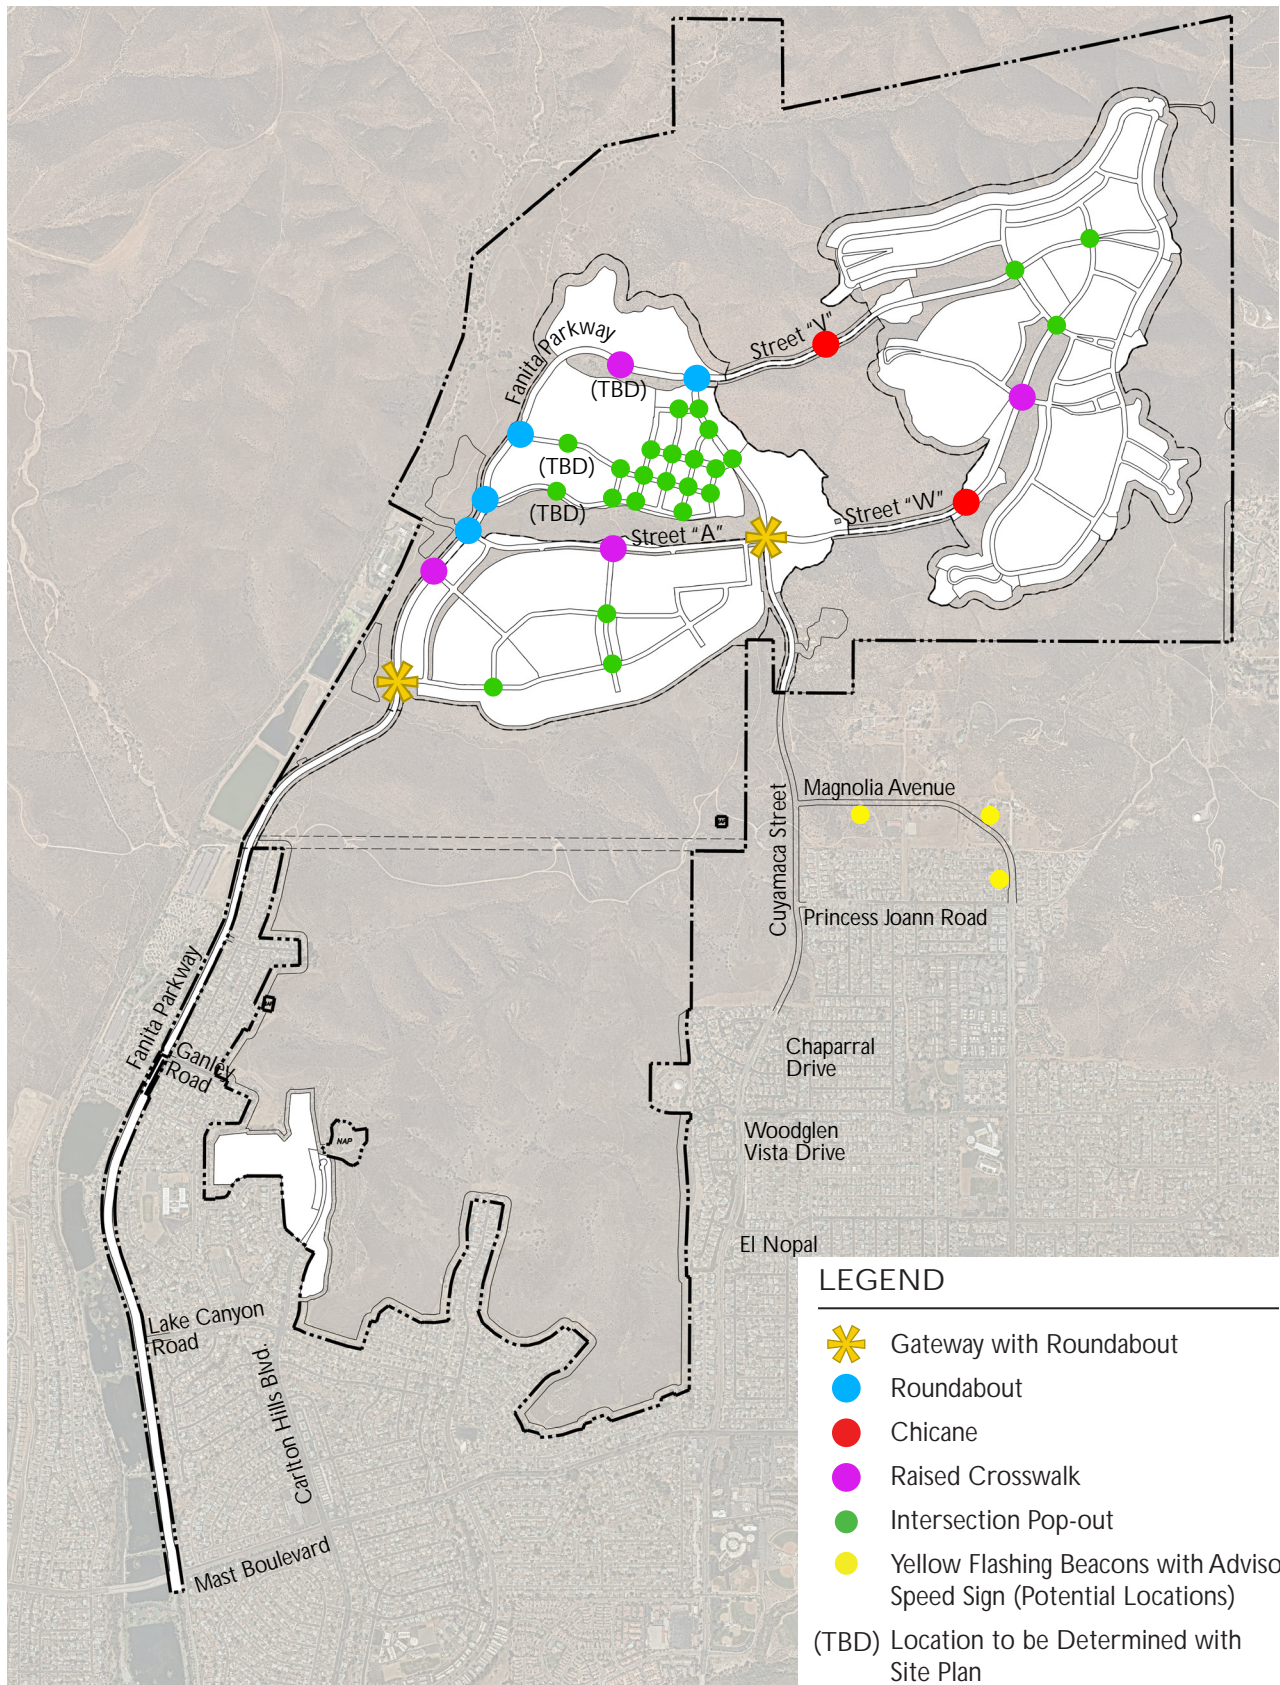 Fanita Parkway
(TBD)
Street "V"
(TBD)
(TBD)
Street "A"
Street "W"
Magnolia Avenue
Cuyamaca Street
Princess Joann Road
Fanita Parkway
Ganley
Road
Chaparral
Drive
NAP
Woodglen
Vista Drive
El Nopal
Lake Canyon
Road
Carlton Hills Blvd.
Mast Boulevard
LEGEND
Gateway with Roundabout
Roundabout
Chicane
Raised Crosswalk
Intersection Pop-out
Yellow Flashing Beacons with Adviso
Speed Sign (Potential Locations)
(TBD) Location to be Determined with
Site Plan